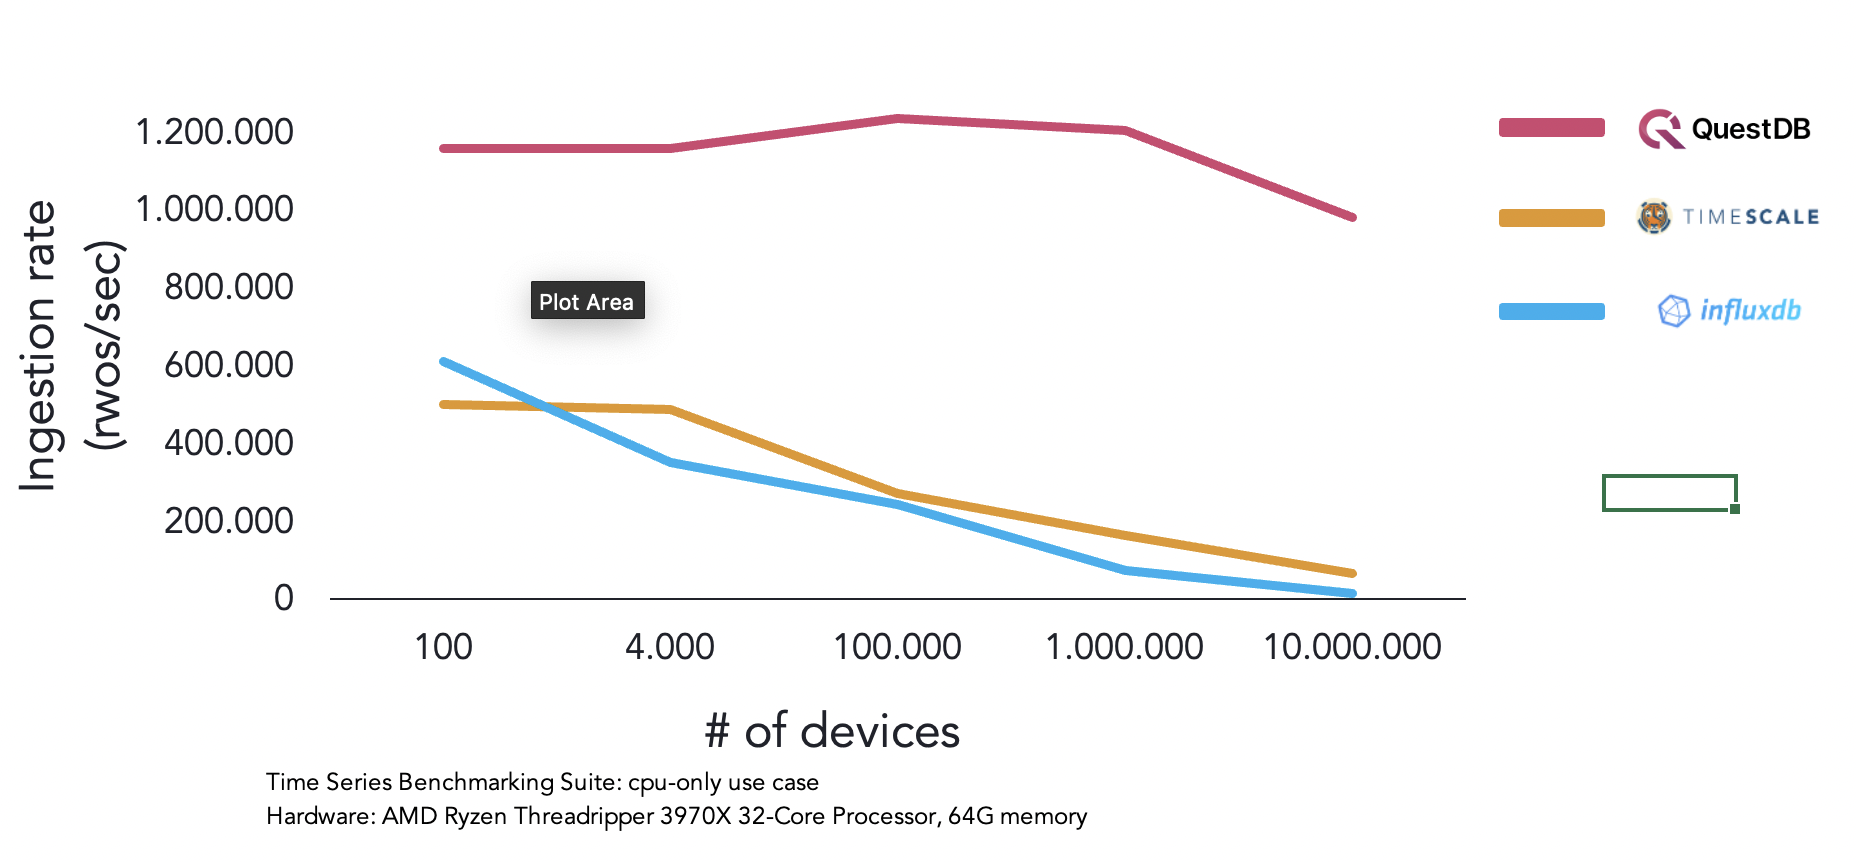 1.200.000
1.000.000
800.000
600.000
400.000
200.000
0
Ingestion rate
(rwos/sec)
Plot Area
QuestDB
TIMESCALE
influxdb
100 4.000 100.000 1.000.000 10.000.000
# of devices
Time Series Benchmarking Suite: cpu-only use case
Hardware: AMD Ryzen Threadripper 3970X 32-Core Processor, 64G memory